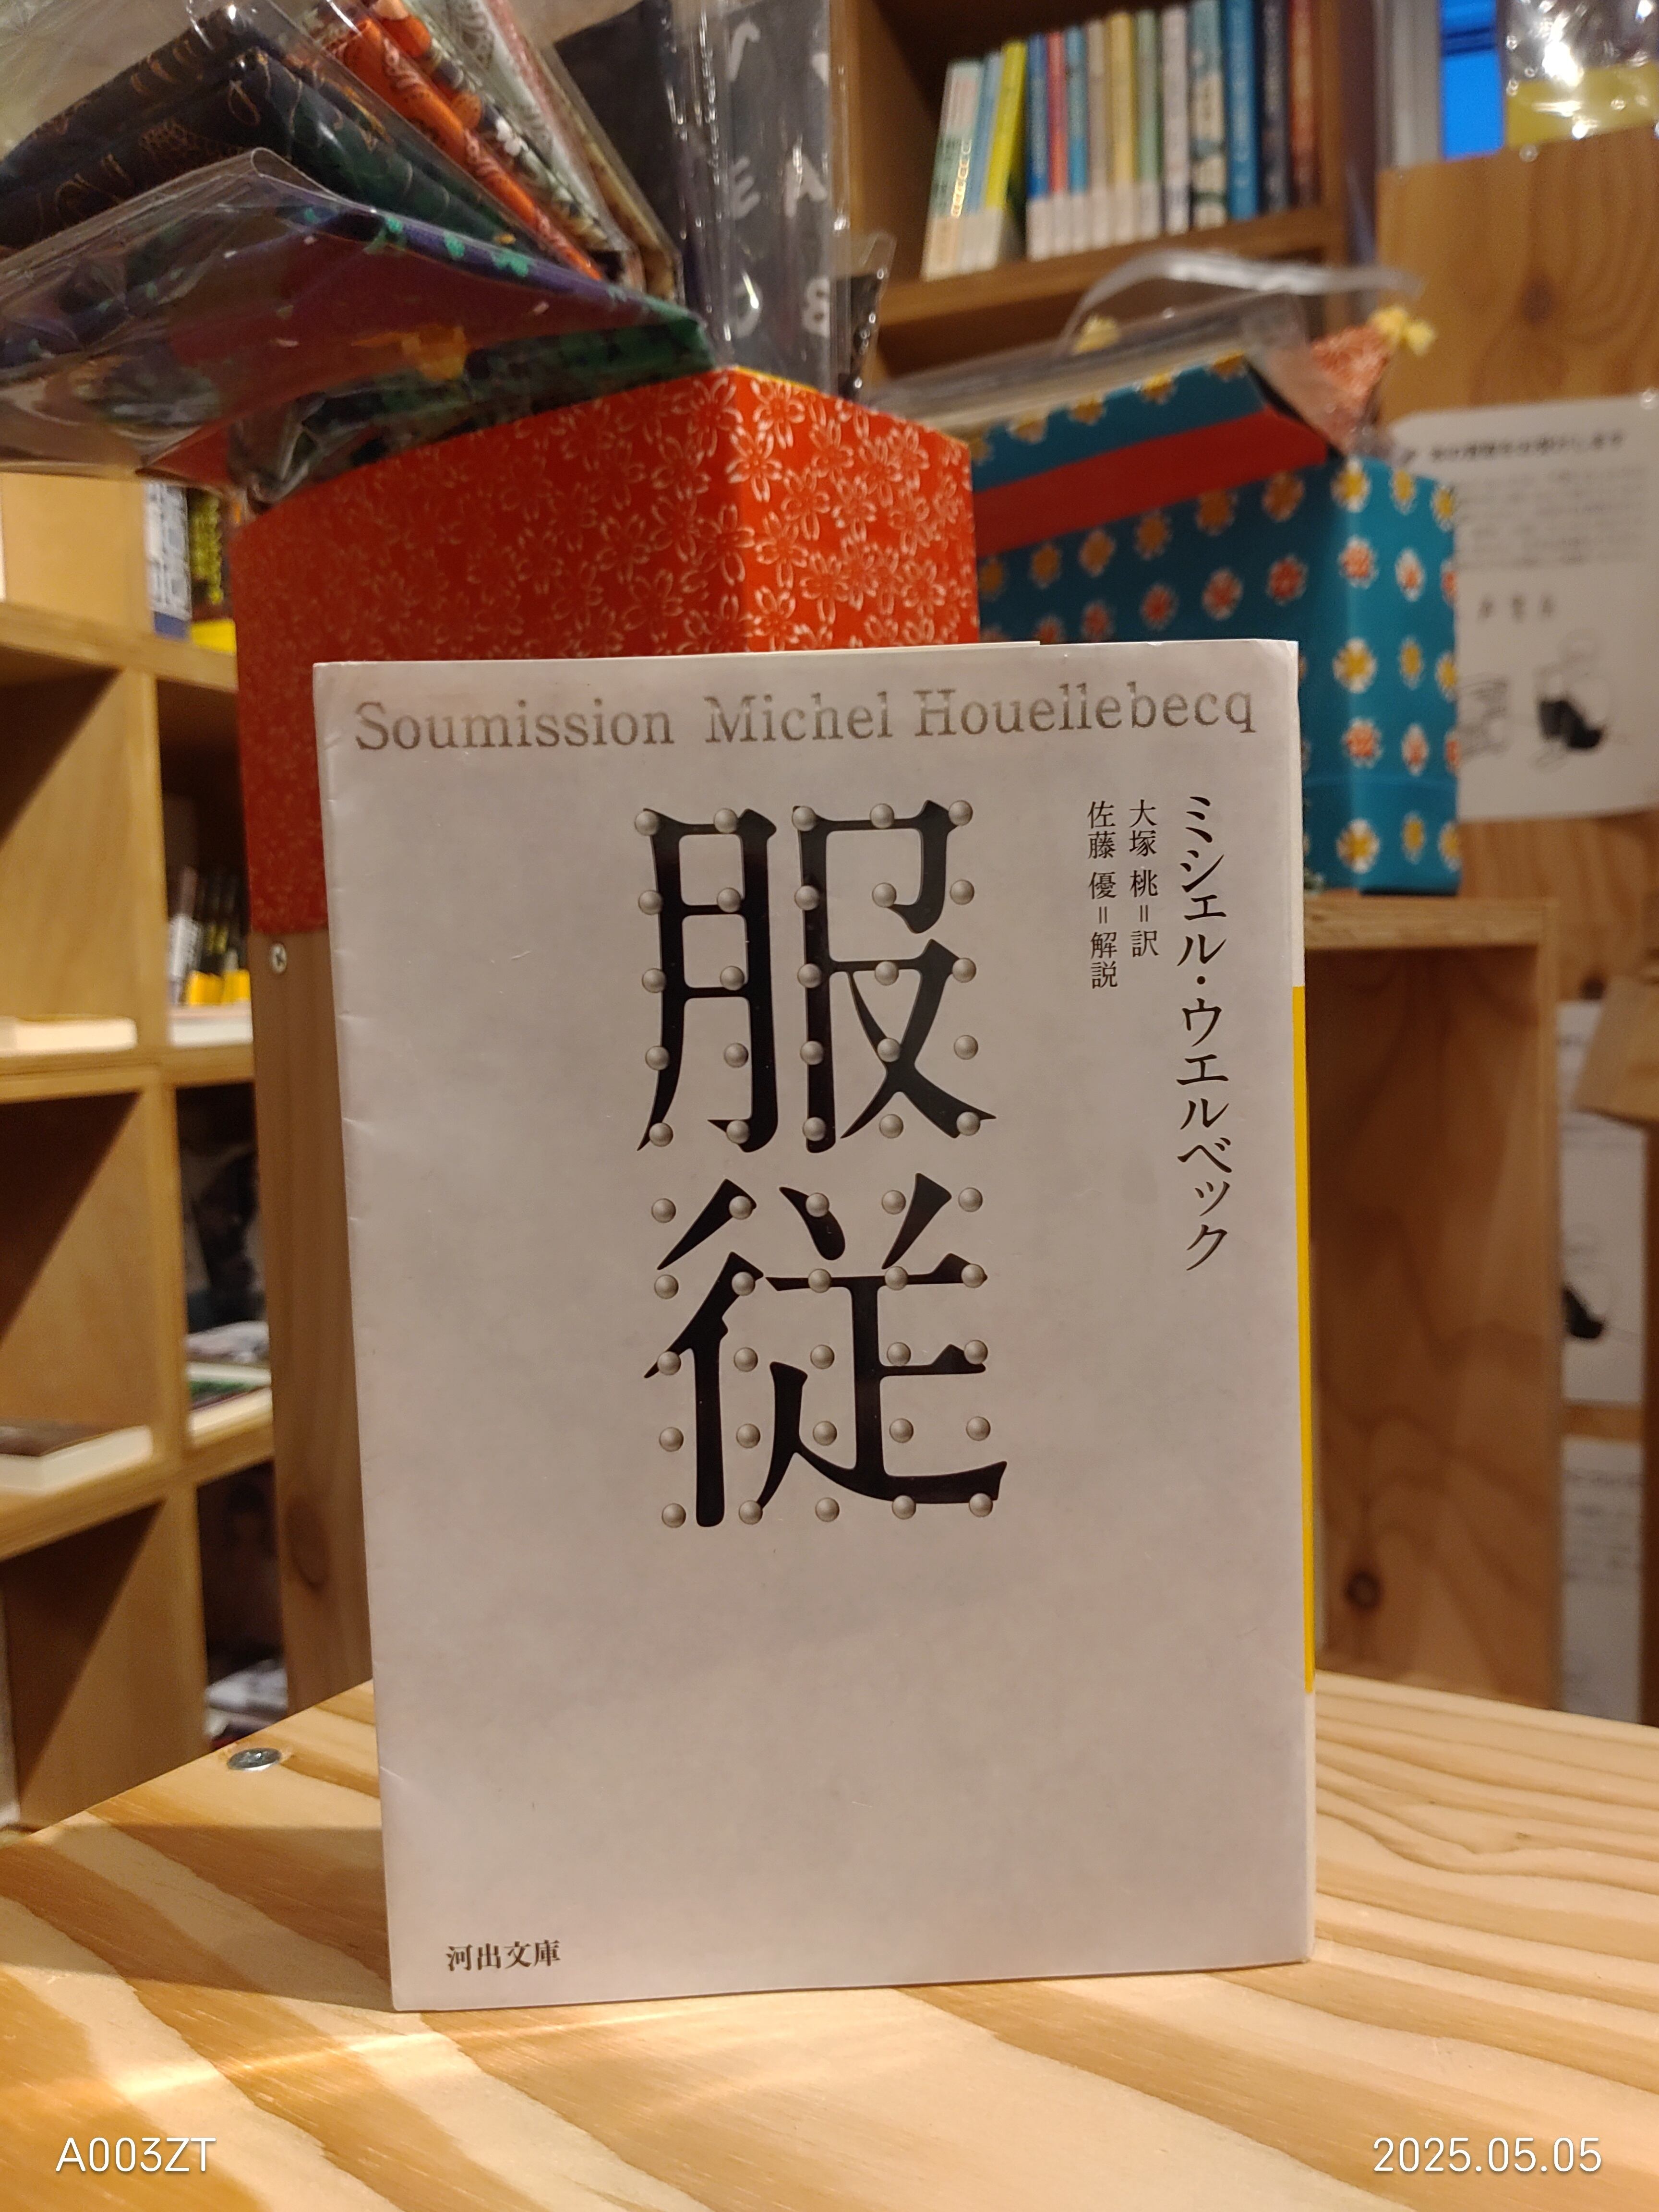 Soumission Michel Houellebecq
ミシェル・ウエルベック
大塚 桃=訳
佐藤 優=解説
服従
河出文庫
A003ZT
2025.05.05